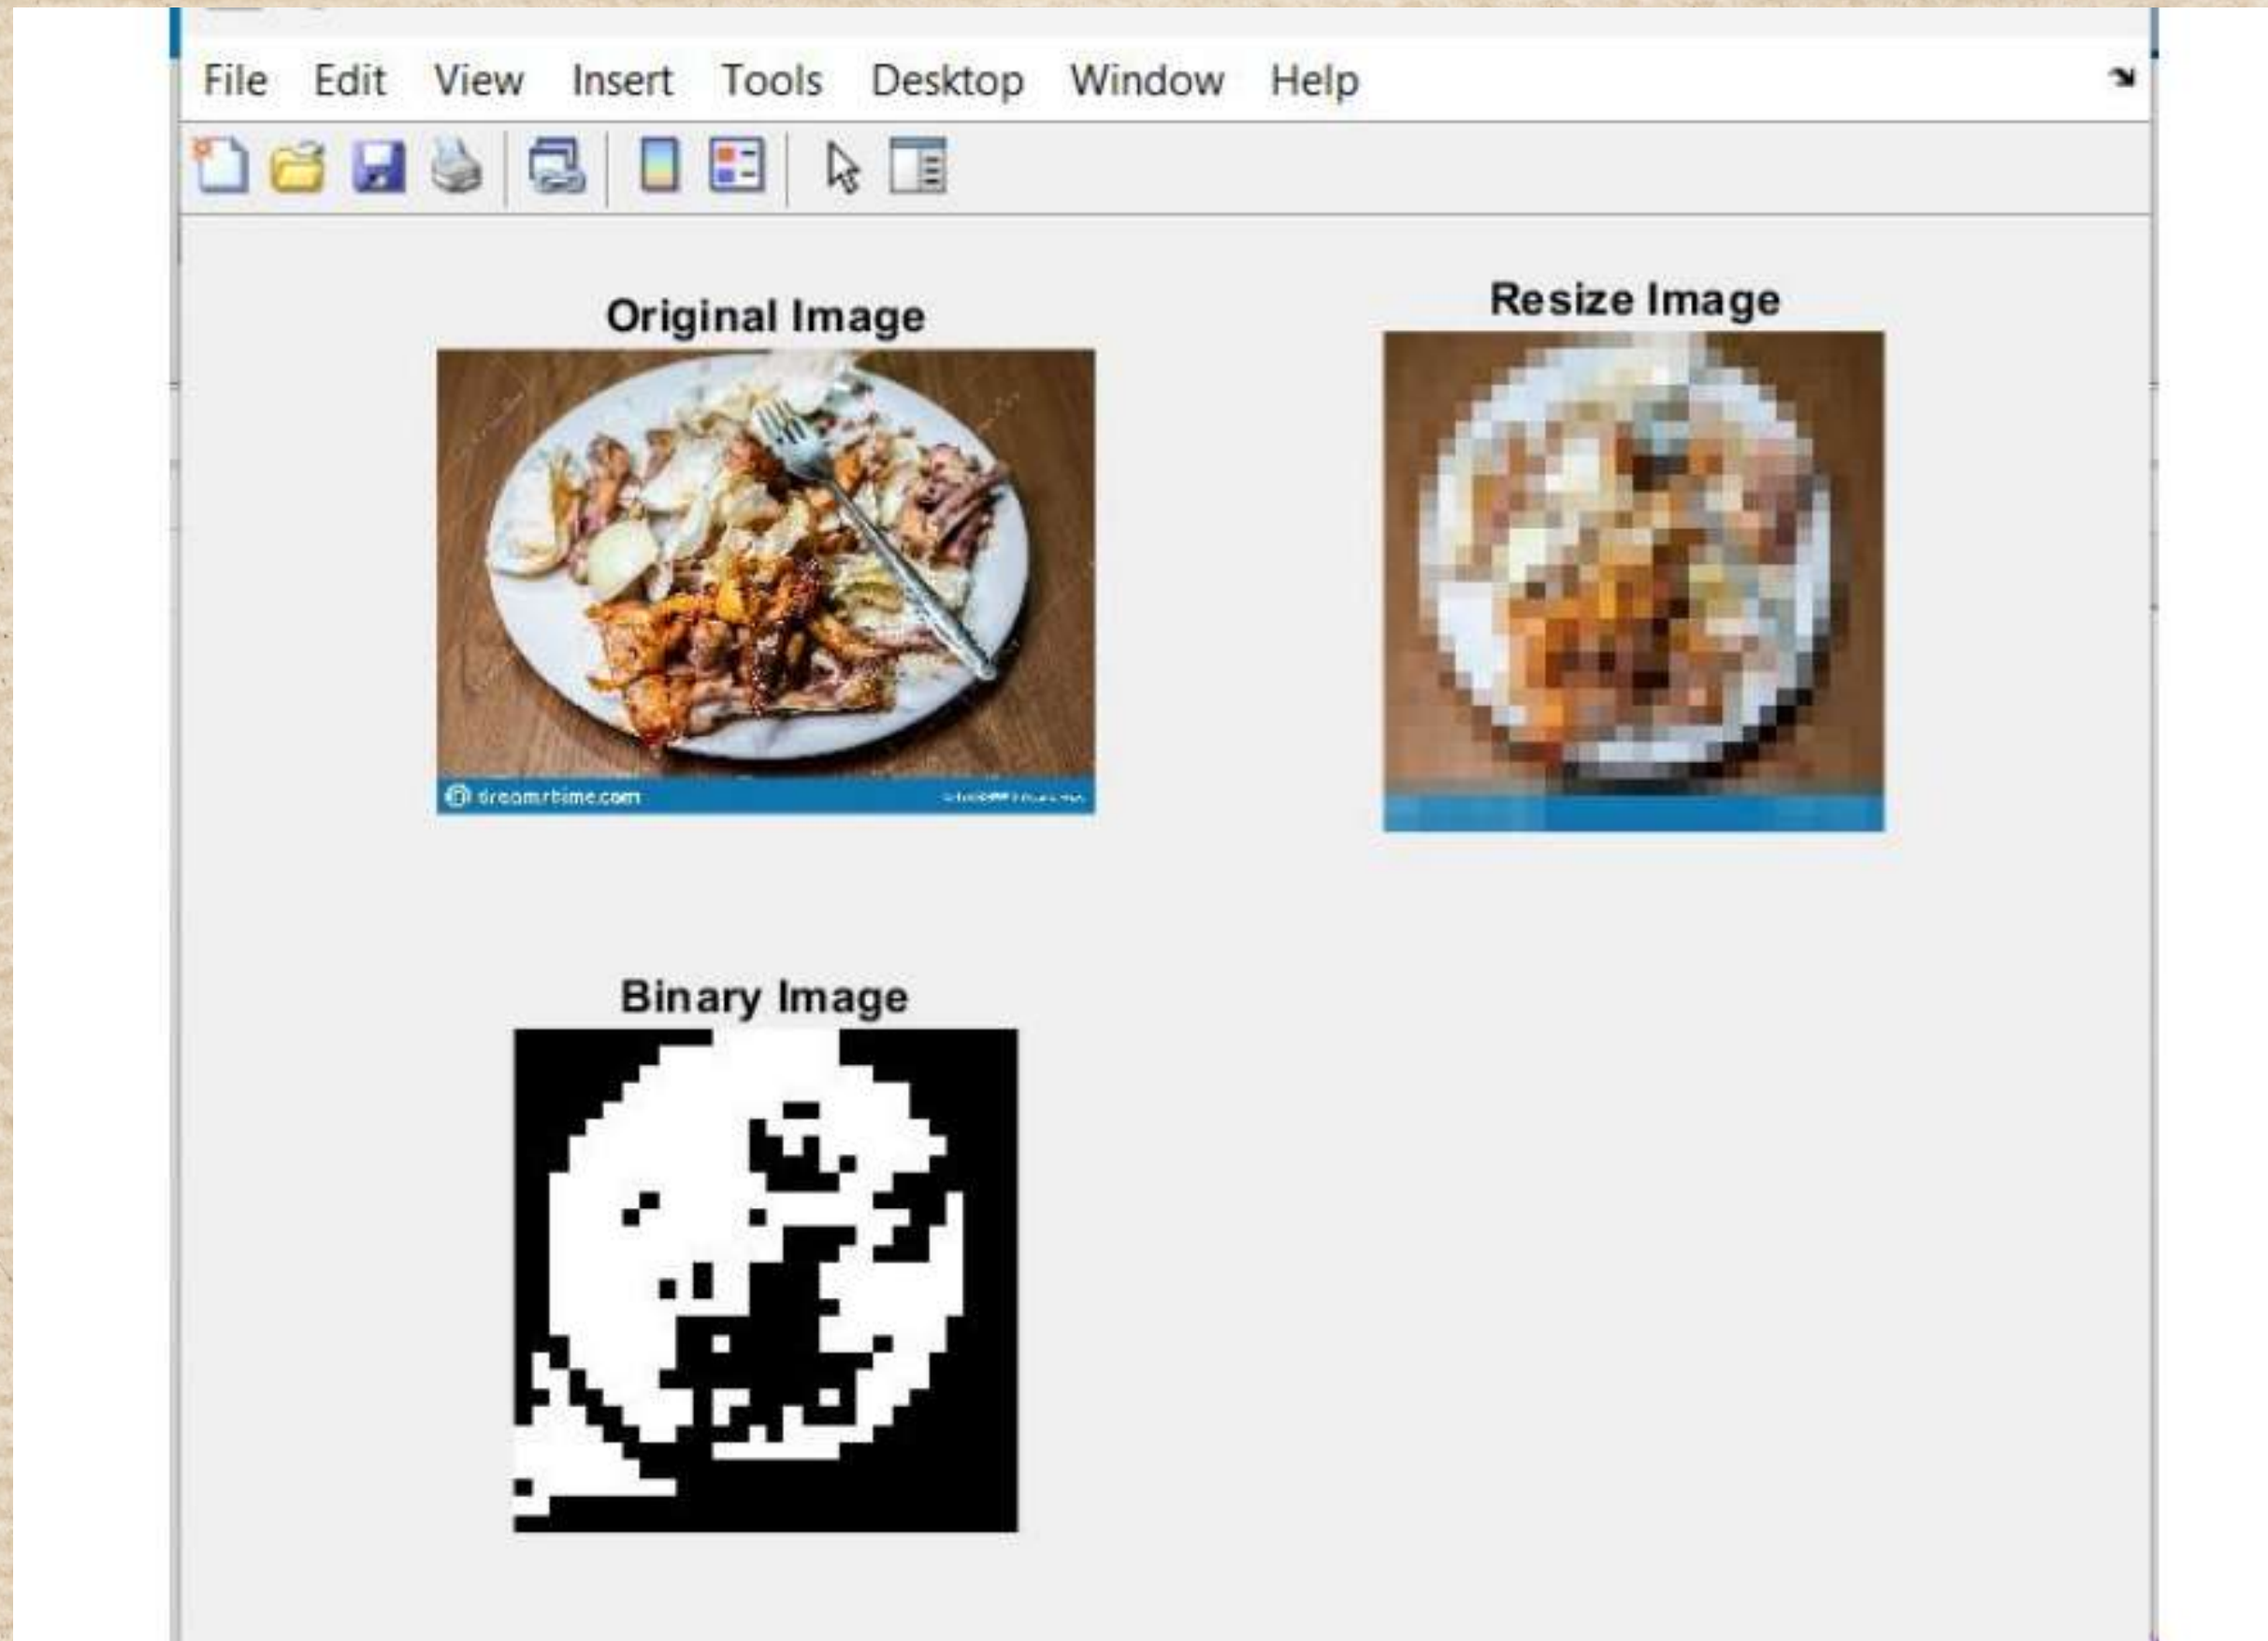 File Edit View Insert Tools Desktop Window Help
Original Image
Resize Image
dreamstime.com
Binary Image